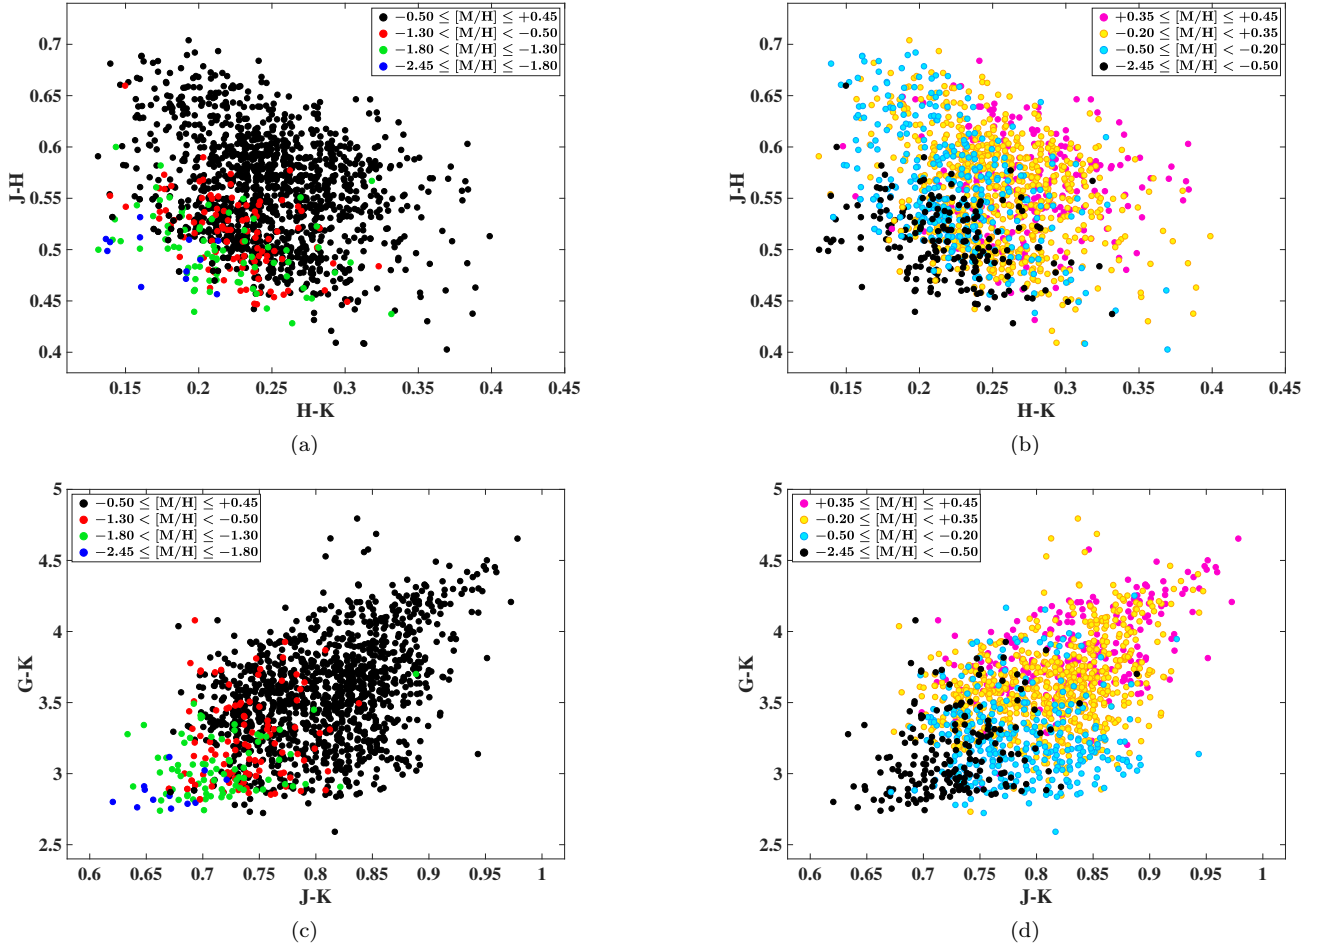 −0.50 ≤ [M/H] ≤ +0.45
−1.30 < [M/H] < −0.50
−1.80 < [M/H] ≤ −1.30
−2.45 ≤ [M/H] ≤ −1.80
0.7
0.65
0.6
0.55
0.5
0.45
0.4
J-H
0.15 0.2 0.25 0.3 0.35 0.4 0.45
H-K
(a)
+0.35 ≤ [M/H] ≤ +0.45
−0.20 ≤ [M/H] < +0.35
−0.50 ≤ [M/H] < −0.20
−2.45 ≤ [M/H] < −0.50
0.7
0.65
0.6
0.55
0.5
0.45
0.4
J-H
0.15 0.2 0.25 0.3 0.35 0.4 0.45
H-K
(b)
−0.50 ≤ [M/H] ≤ +0.45
−1.30 < [M/H] < −0.50
−1.80 < [M/H] ≤ −1.30
−2.45 ≤ [M/H] ≤ −1.80
5
4.5
4
3.5
3
2.5
G-K
0.6 0.65 0.7 0.75 0.8 0.85 0.9 0.95 1
J-K
(c)
+0.35 ≤ [M/H] ≤ +0.45
−0.20 ≤ [M/H] < +0.35
−0.50 ≤ [M/H] < −0.20
−2.45 ≤ [M/H] < −0.50
5
4.5
4
3.5
3
2.5
G-K
0.6 0.65 0.7 0.75 0.8 0.85 0.9 0.95 1
J-K
(d)